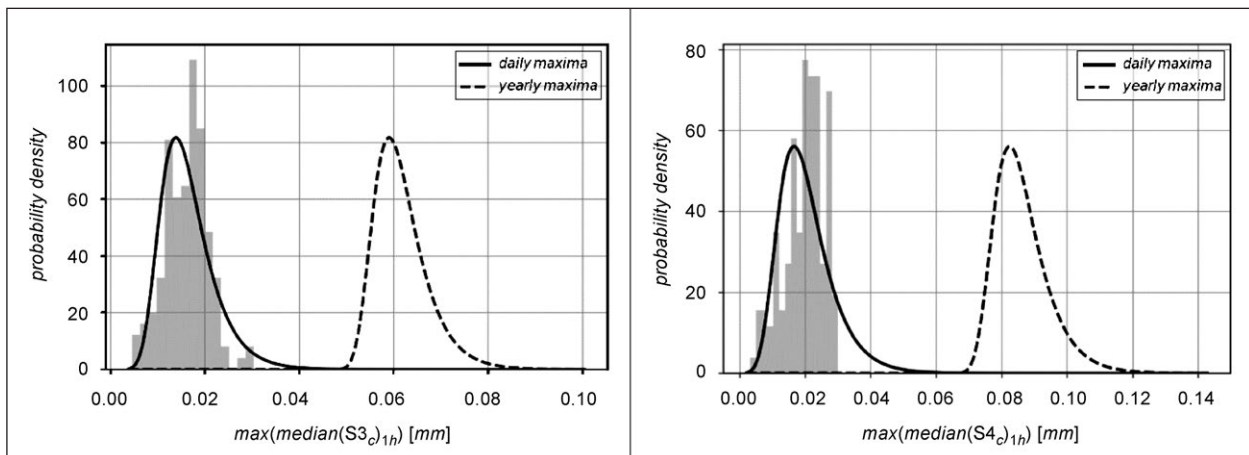 daily maxima
yearly maxima
100
80
60
40
20
0
probability density
0.00 0.02 0.04 0.06 0.08 0.10
max(median(S3c)1h) [mm]
daily maxima
yearly maxima
80
60
40
20
0
probability density
0.00 0.02 0.04 0.06 0.08 0.10 0.12 0.14
max(median(S4c)1h) [mm]